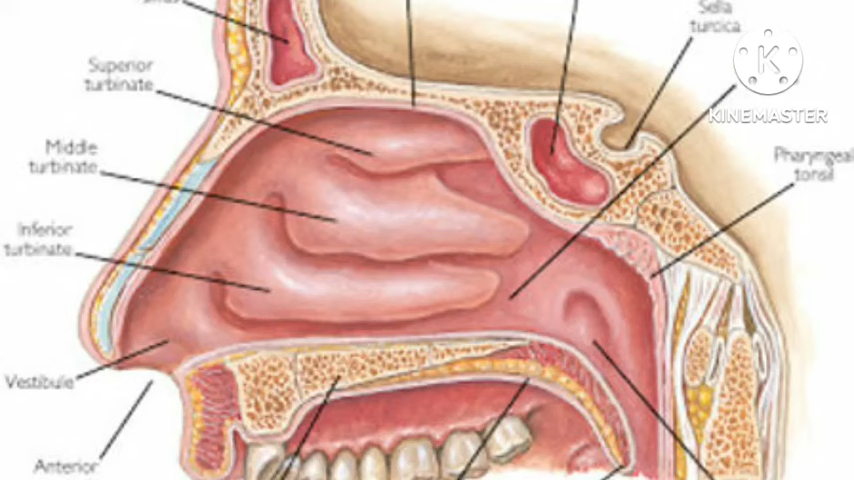 Sella
turcica
K
KINEMASTER
Superior
turbinate
Middle
turbinate
Pharyngeal
tonsil
Inferior
turbinate
Vestibule
Anterior